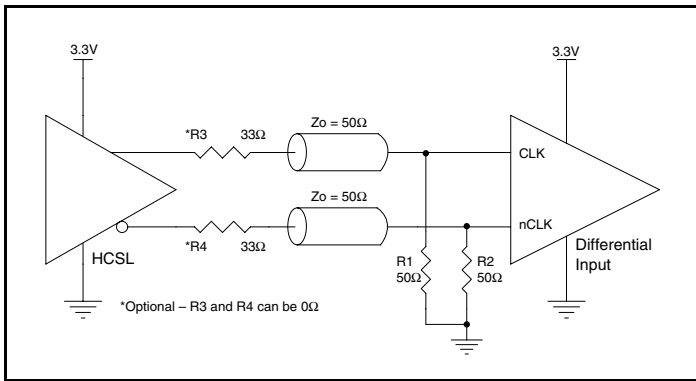 3.3V
3.3V
Zo = 50Ω
*R3 33Ω
CLK
Zo = 50Ω
nCLK
*R4 33Ω
HCSL
R1
50Ω
R2
50Ω
Differential
Input
*Optional – R3 and R4 can be 0Ω